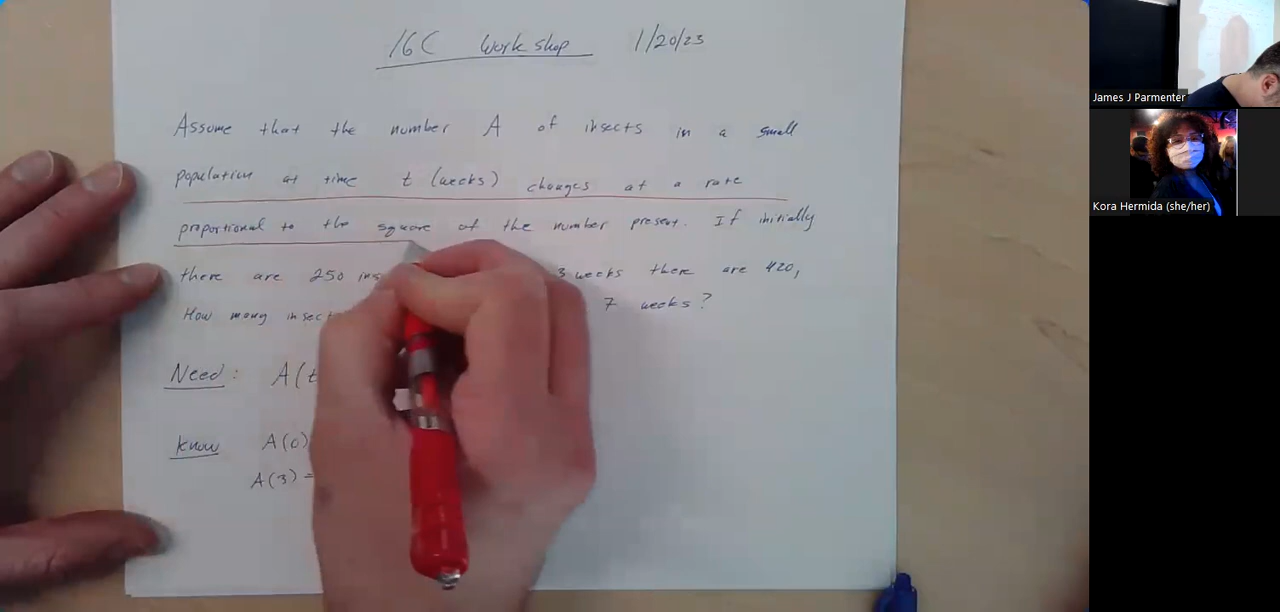 16C Workshop 1/20/23
Assume that the number A of insects in a small
population at time t (weeks) changes at a rate
proportional to the square of the number present. If initially
there are 250 ins 3 weeks there are 420,
How many insect 7 weeks?
Need: A(t
Know A(0)
A(3) =
James J Parmenter
Kora Hermida (she/her)